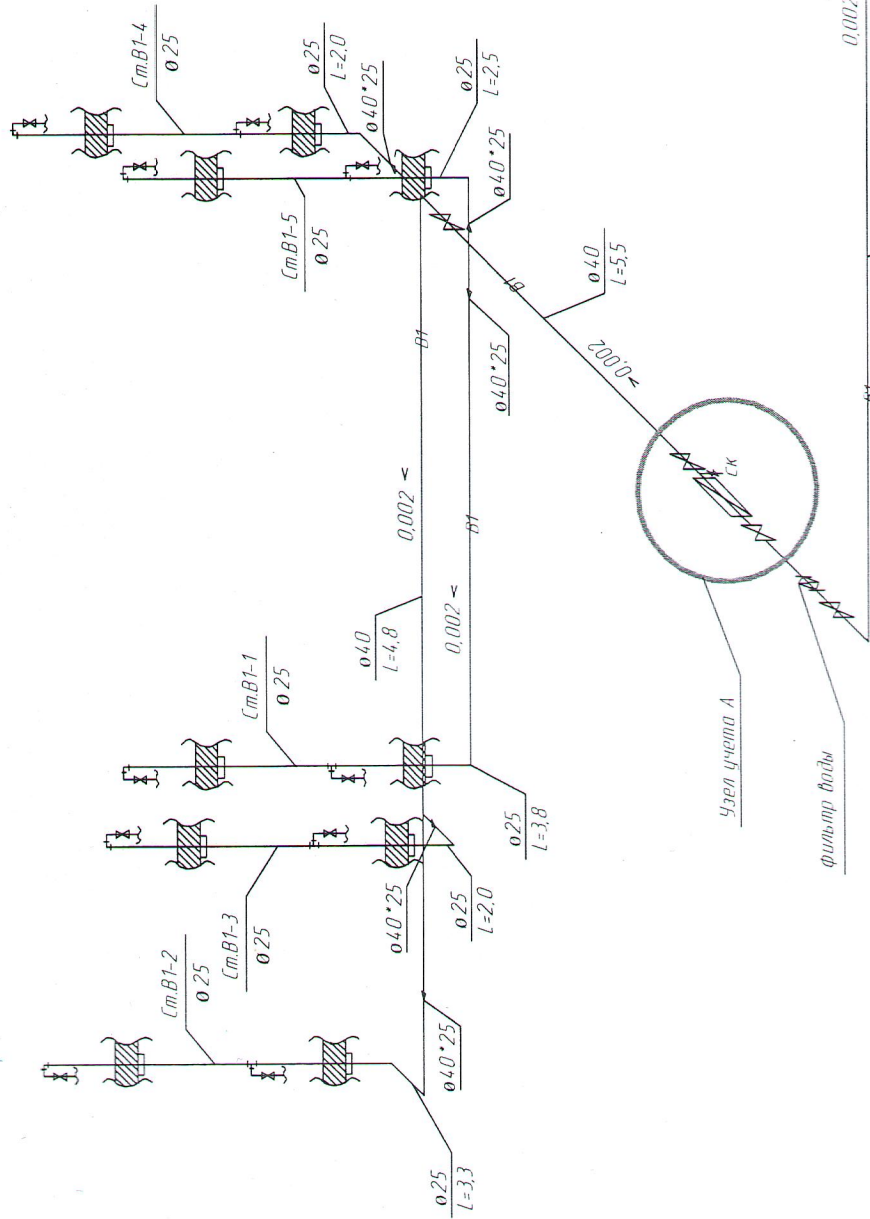 Ст.В1-4
ø25
ø25
L=2,0
ø40*25
ø25
L=2,5
ø40*25
Ст.В1-5
ø25
В1
ø40*25
В1
ø40
L=5,5
0,002
0,002
В1
0,002
ø40
L=4,8
0,002
Ст.В1-1
ø25
Ск
Узел учета А
фильтр воды
ø25
L=3,8
ø40*25
ø25
L=2,0
Ст.В1-3
ø25
Ст.В1-2
ø25
ø40*25
ø25
L=3,3